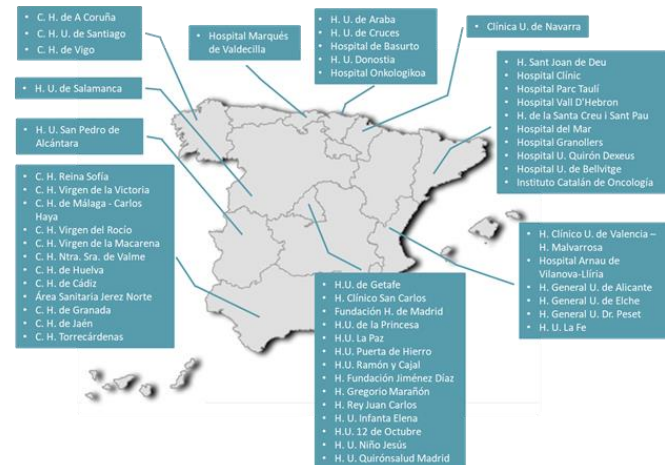 • C. H. de A Coruña
• C. H. U. de Santiago
• C. H. de Vigo
• Hospital Marqués
de Valdecilla
• H. U. de Araba
• H. U. de Cruces
• Hospital de Basurto
• H. U. Donostia
• Hospital Onkologikoa
• Clínica U. de Navarra
• H. U. de Salamanca
• H. U. San Pedro de
Alcántara
• H. Sant Joan de Deu
• Hospital Clínic
• Hospital Parc Taulí
• Hospital Vall D'Hebron
• H. de la Santa Creu i Sant Pau
• Hospital del Mar
• Hospital Granollers
• Hospital U. Quirón Dexeus
• Hospital U. de Bellvitge
• Instituto Catalán de Oncología
• C. H. Reina Sofía
• C. H. Virgen de la Victoria
• C. H. de Málaga - Carlos
Haya
• C. H. Virgen del Rocío
• C. H. Virgen de la Macarena
• C. H. Ntra. Sra. de Valme
• C. H. de Huelva
• C. H. de Cádiz
• Área Sanitaria Jerez Norte
• C. H. de Granada
• C. H. de Jaén
• C. H. Torrecárdenas
• H.U. de Getafe
• H. Clínico San Carlos
• Fundación H. de Madrid
• H.U. de la Princesa
• H.U. La Paz
• H.U. Puerta de Hierro
• H.U. Ramón y Cajal
• H. Fundación Jiménez Díaz
• H. Gregorio Marañón
• H. Rey Juan Carlos
• H. U. Infanta Elena
• H.U. 12 de Octubre
• H. U. Niño Jesús
• H. U. Quirónsalud Madrid
• H. Clínico U. de Valencia –
H. Malvarrosa
• Hospital Arnau de
Vilanova-Llíria
• H. General U. de Alicante
• H. General U. de Elche
• H. General U. Dr. Peset
• H. U. La Fe